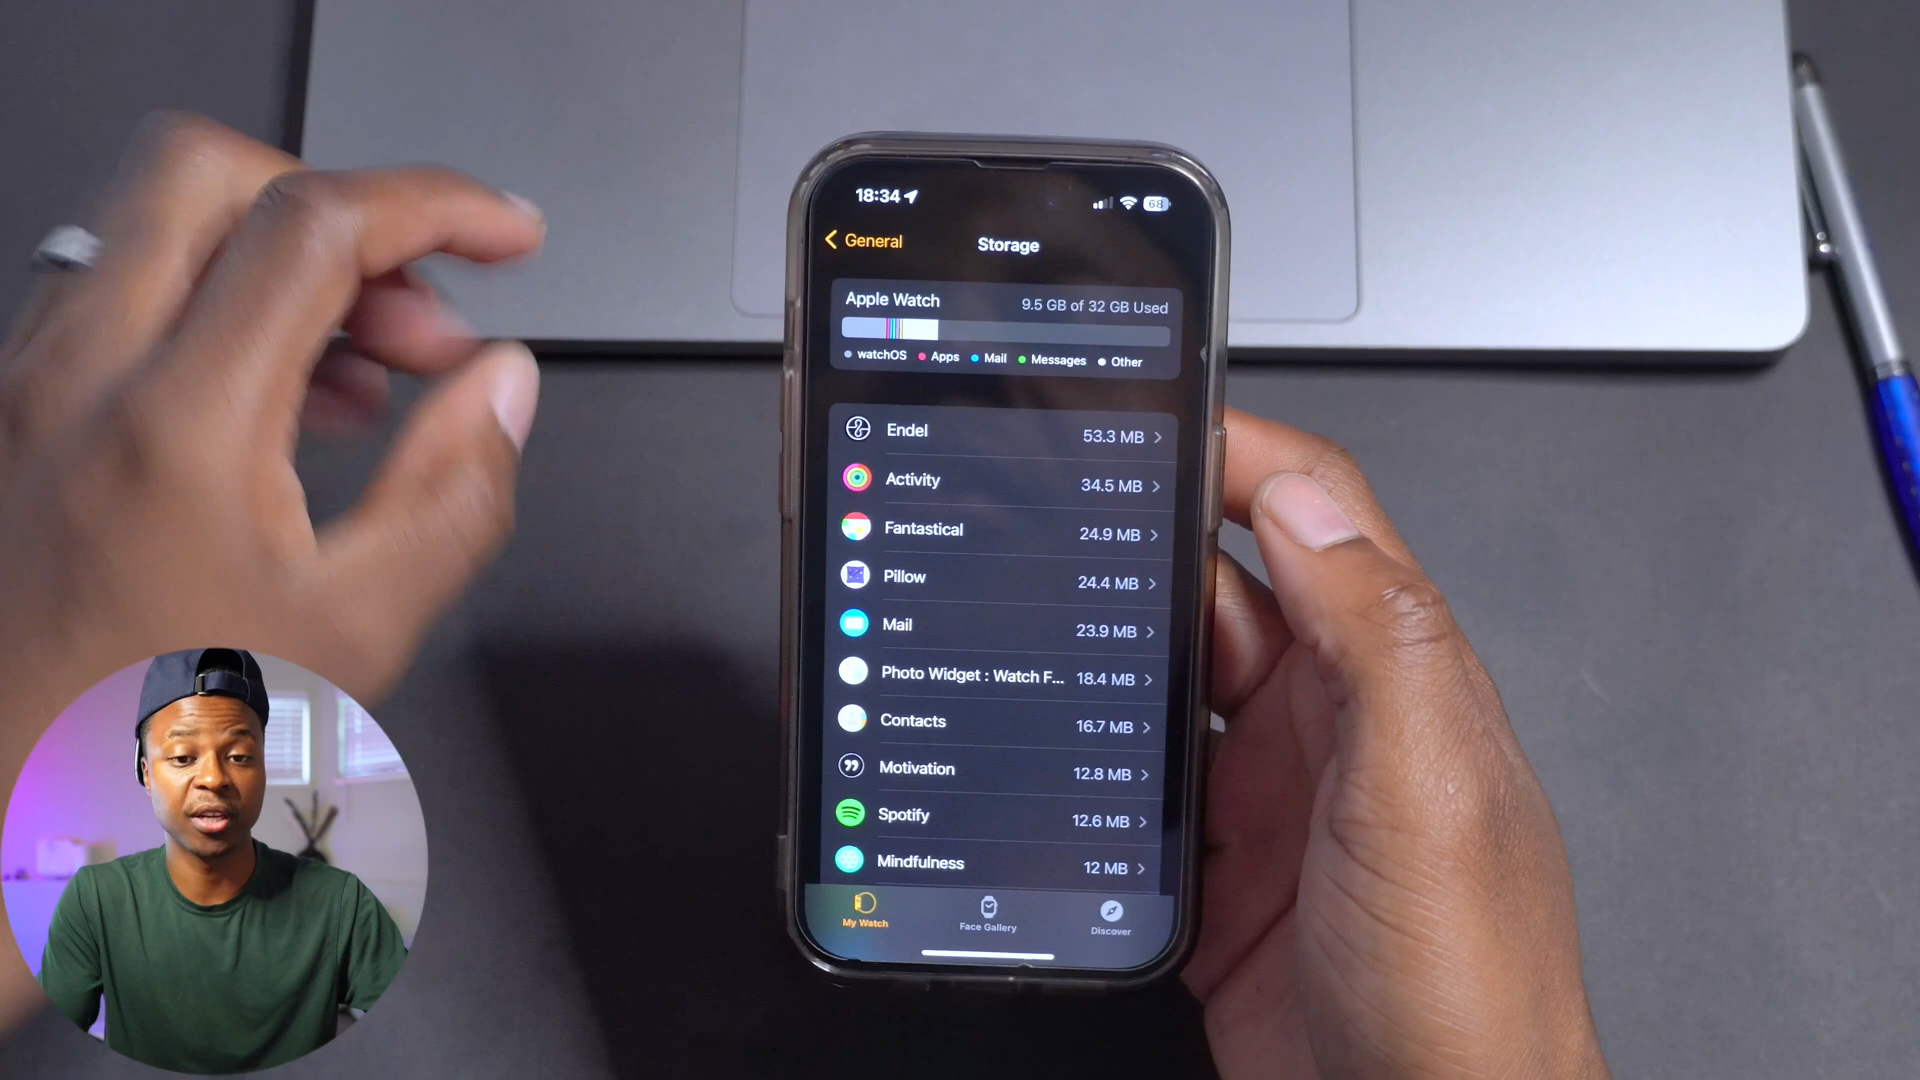 18:34
68
General
Storage
Apple Watch 9.5 GB of 32 GB Used
watchOS Apps Mail Messages Other
Endel 53.3 MB
Activity 34.5 MB
Fantastical 24.9 MB
Pillow 24.4 MB
Mail 23.9 MB
Photo Widget : Watch F... 18.4 MB
Contacts 16.7 MB
Motivation 12.8 MB
Spotify 12.6 MB
Mindfulness 12 MB
My Watch Face Gallery Discover